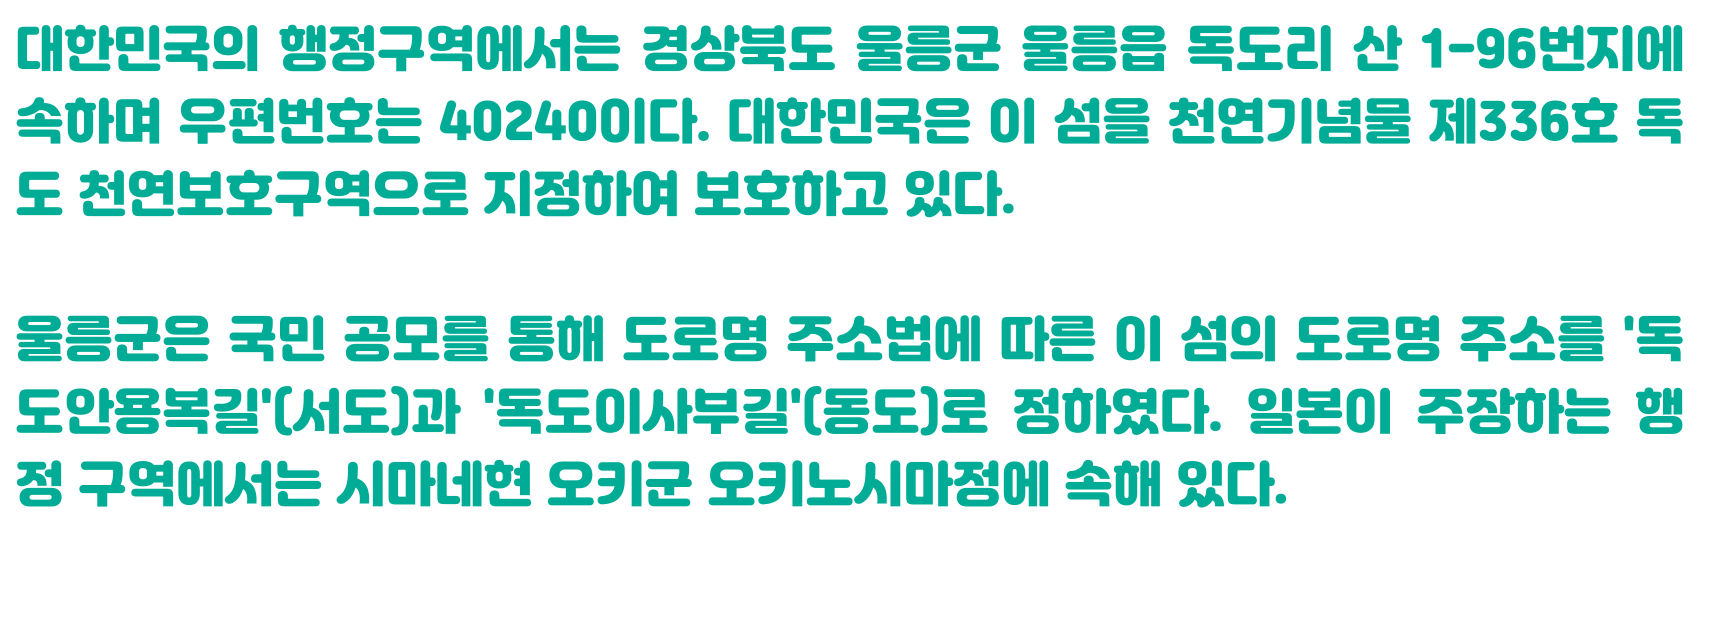 대한민국의 행정구역에서는 경상북도 울릉군 울릉읍 독도리 산 1-96번지에
속하며 우편번호는 40240이다. 대한민국은 이 섬을 천연기념물 제336호 독
도 천연보호구역으로 지정하여 보호하고 있다.
울릉군은 국민 공모를 통해 도로명 주소법에 따른 이 섬의 도로명 주소를 '독
도안용복길'(서도)과 '독도이사부길'(동도)로 정하였다. 일본이 주장하는 행
정 구역에서는 시마네현 오키군 오키노시마정에 속해 있다.